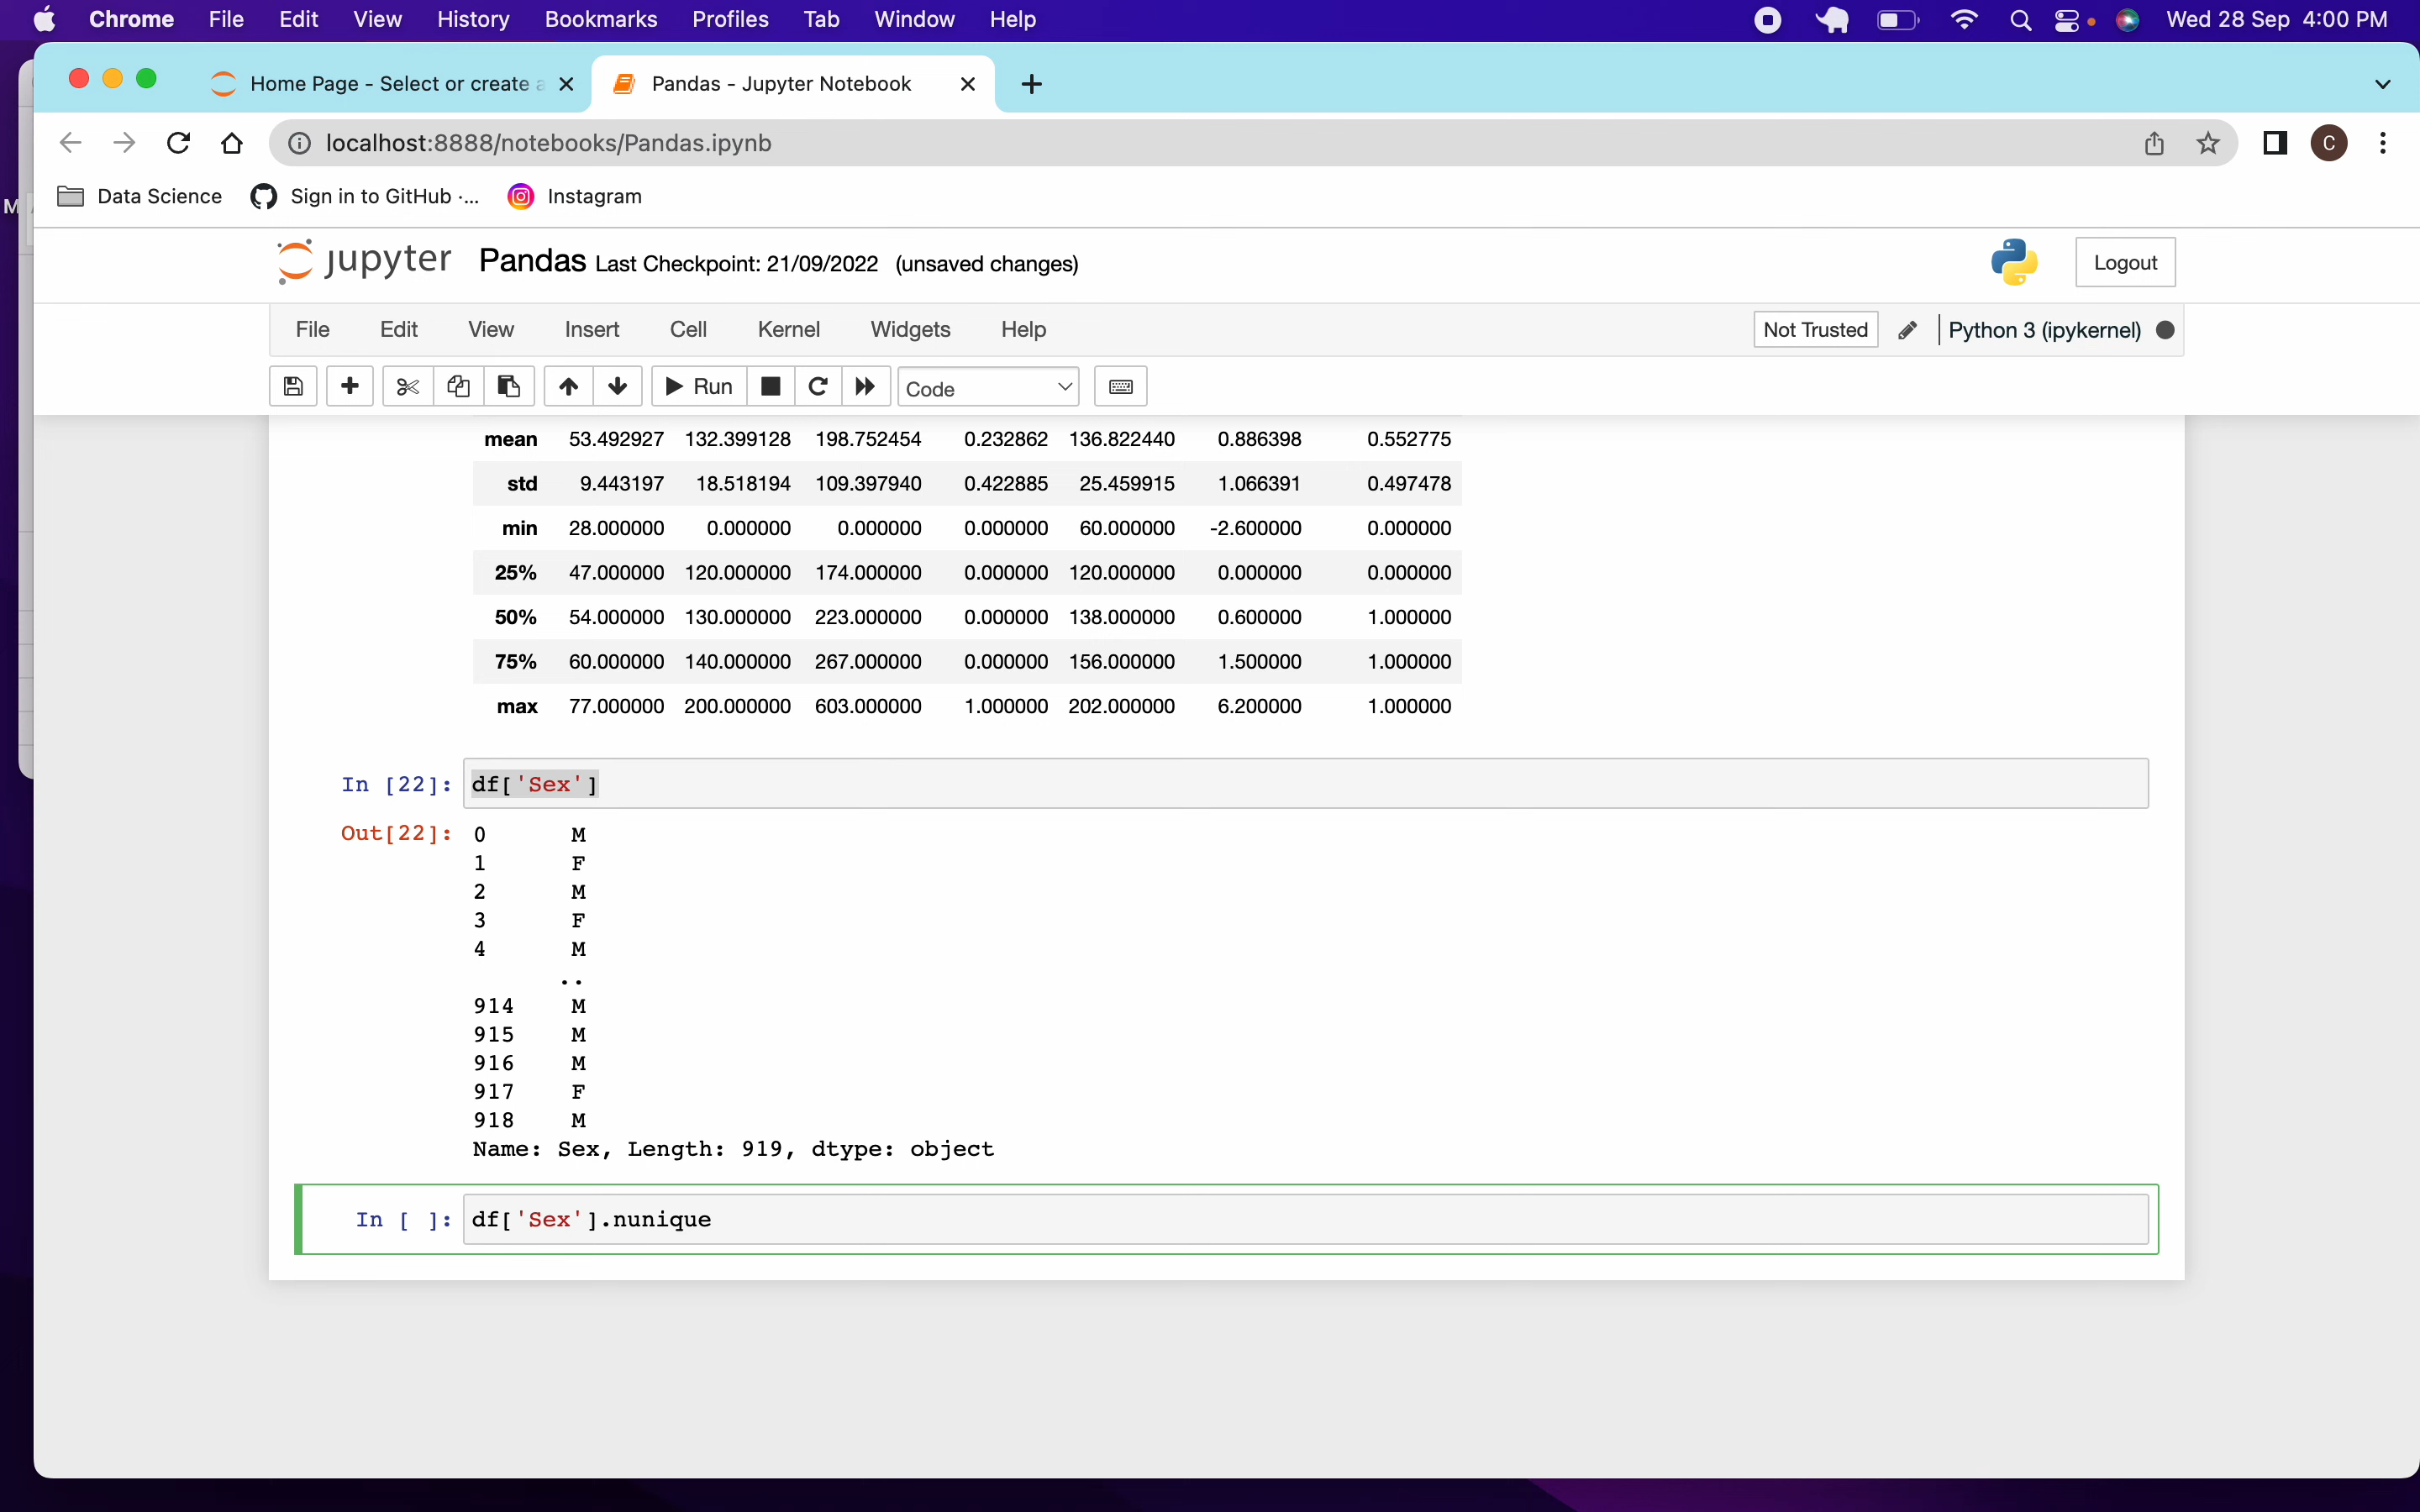 Chrome File Edit View History Bookmarks Profiles Tab Window Help Wed 28 Sep 4:00 PM
Home Page - Select or create a Pandas - Jupyter Notebook
localhost:8888/notebooks/Pandas.ipynb C
Data Science Sign in to GitHub ·... Instagram
M
jupyter Pandas Last Checkpoint: 21/09/2022 (unsaved changes) Logout
File Edit View Insert Cell Kernel Widgets Help Not Trusted Python 3 (ipykernel)
Run Code
mean 53.492927 132.399128 198.752454 0.232862 136.822440 0.886398 0.552775
std 9.443197 18.518194 109.397940 0.422885 25.459915 1.066391 0.497478
min 28.000000 0.000000 0.000000 0.000000 60.000000 -2.600000 0.000000
25% 47.000000 120.000000 174.000000 0.000000 120.000000 0.000000 0.000000
50% 54.000000 130.000000 223.000000 0.000000 138.000000 0.600000 1.000000
75% 60.000000 140.000000 267.000000 0.000000 156.000000 1.500000 1.000000
max 77.000000 200.000000 603.000000 1.000000 202.000000 6.200000 1.000000
In [22]: df['Sex']
Out[22]: 0 M
1 F
2 M
3 F
4 M
..
914 M
915 M
916 M
917 F
918 M
Name: Sex, Length: 919, dtype: object
In [ ]: df['Sex'].nunique